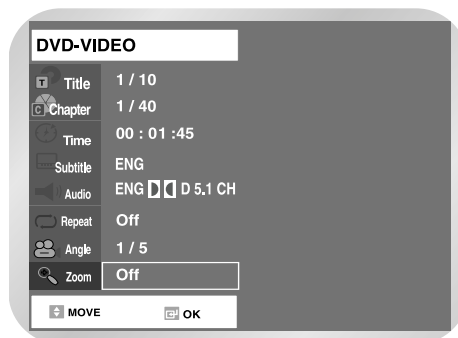 DVD-VIDEO
T Title 1 / 10
C Chapter 1 / 40
Time 00 : 01 :45
Subtitle ENG
Audio ENG D 5.1 CH
Repeat Off
Angle 1 / 5
Zoom Off
MOVE OK